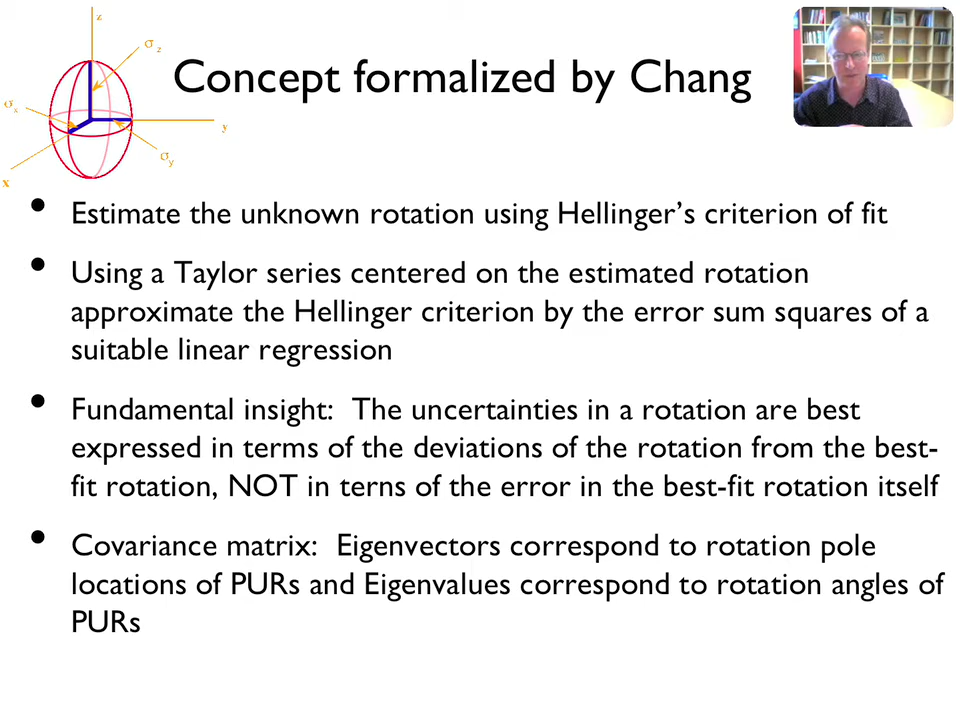 z
σ z
Concept formalized by Chang
σx
y
σy
x
• Estimate the unknown rotation using Hellinger’s criterion of fit
• Using a Taylor series centered on the estimated rotation
approximate the Hellinger criterion by the error sum squares of a
suitable linear regression
• Fundamental insight: The uncertainties in a rotation are best
expressed in terms of the deviations of the rotation from the best-
fit rotation, NOT in terns of the error in the best-fit rotation itself
• Covariance matrix: Eigenvectors correspond to rotation pole
locations of PURs and Eigenvalues correspond to rotation angles of
PURs